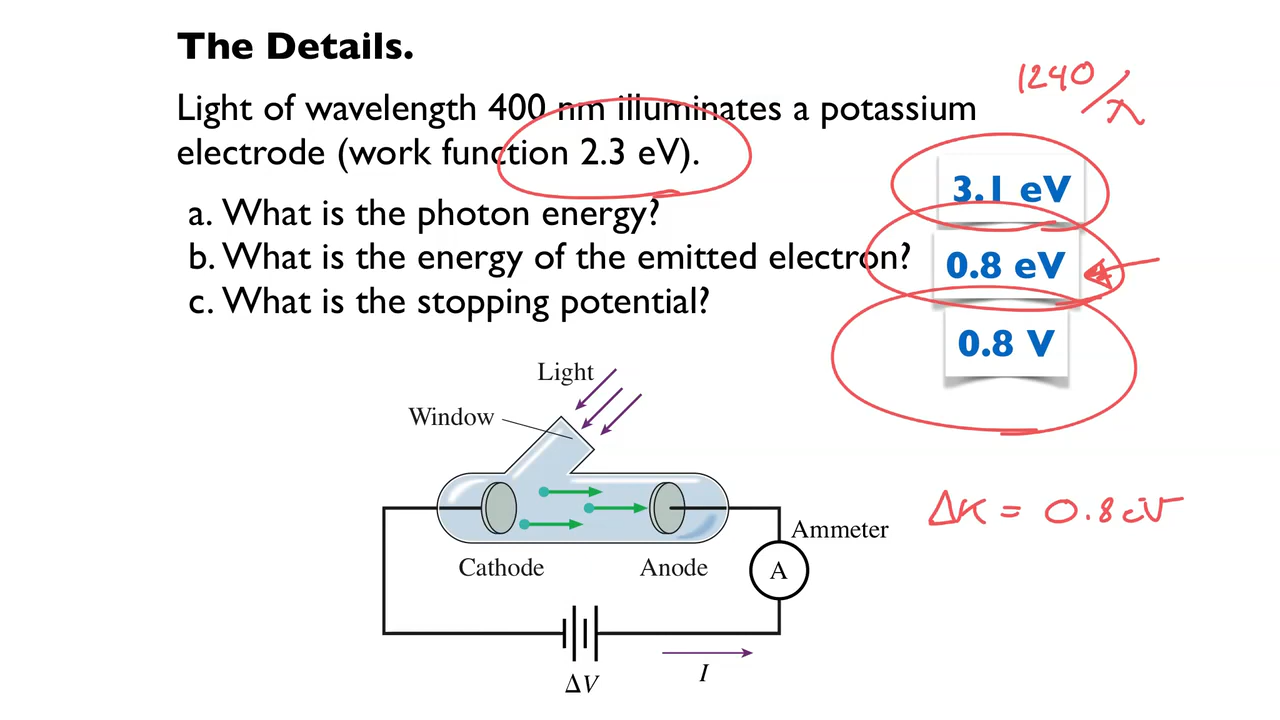 The Details.
1240/λ
Light of wavelength 400 nm illuminates a potassium
electrode (work function 2.3 eV).
3.1 eV
a. What is the photon energy?
b. What is the energy of the emitted electron?
0.8 eV
c. What is the stopping potential?
0.8 V
Light
Window
ΔK = 0.8 eV
Ammeter
Cathode
Anode
A
ΔV
I